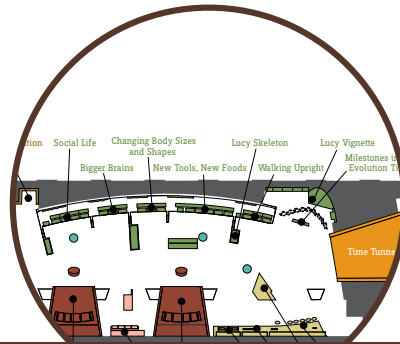 Changing Body Sizes
and Shapes
Social Life
Lucy Skeleton
Lucy Vignette
Milestones
Bigger Brains
New Tools, New Foods
Walking Upright
Evolution
Time